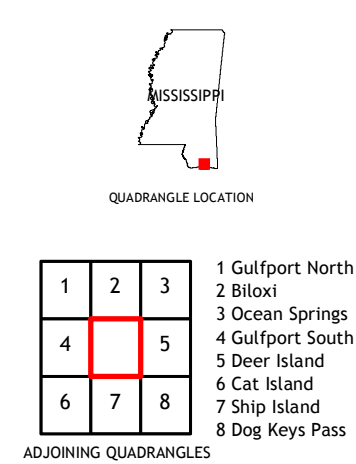 MISSISSIPPI
QUADRANGLE LOCATION
1 2 3
4 5
6 7 8
1 Gulfport North
2 Biloxi
3 Ocean Springs
4 Gulfport South
5 Deer Island
6 Cat Island
7 Ship Island
8 Dog Keys Pass
ADJOINING QUADRANGLES